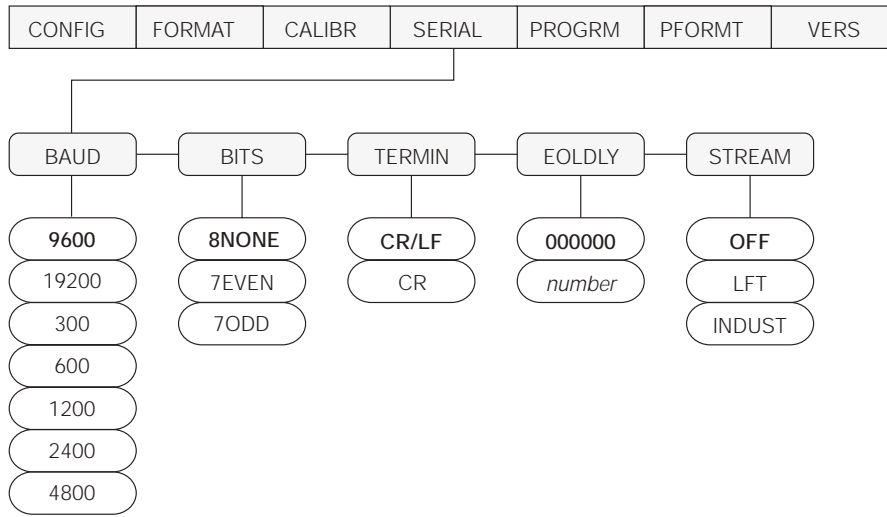 CONFIG FORMAT CALIBR SERIAL PROGRM PFORMT VERS
BAUD BITS TERMIN EOLDLY STREAM
9600 8NONE CR/LF 000000 OFF
19200 7EVEN CR number LFT
300 7ODD INDUST
600
1200
2400
4800